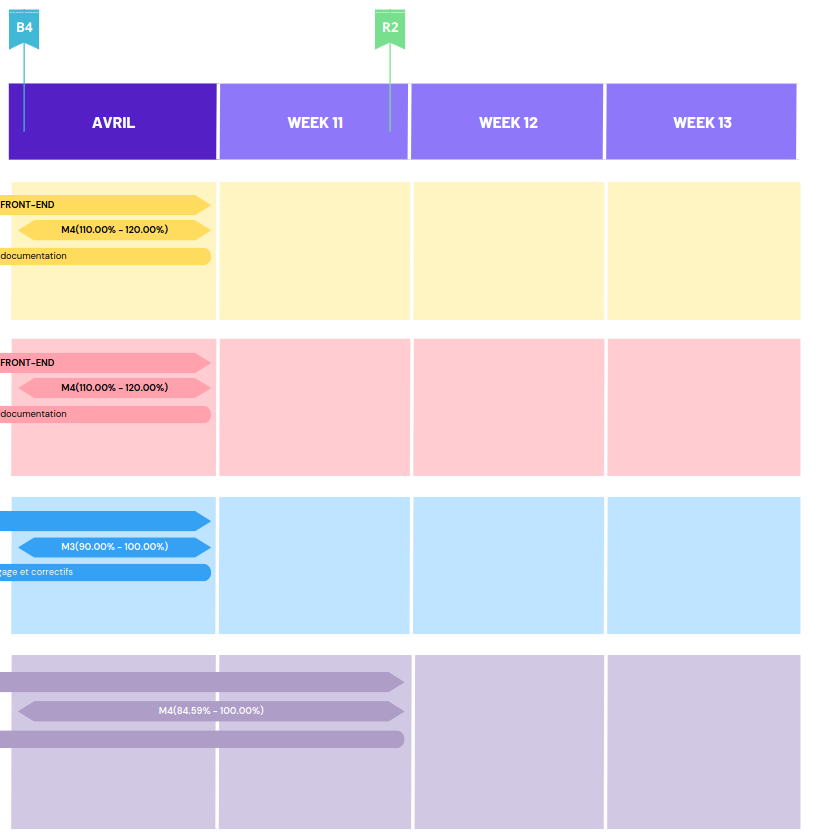 B4
R2
AVRIL
WEEK 11
WEEK 12
WEEK 13
FRONT-END
M4(110.00% - 120.00%)
documentation
FRONT-END
M4(110.00% - 120.00%)
documentation
M3(90.00% - 100.00%)
gage et correctifs
M4(84.59% - 100.00%)